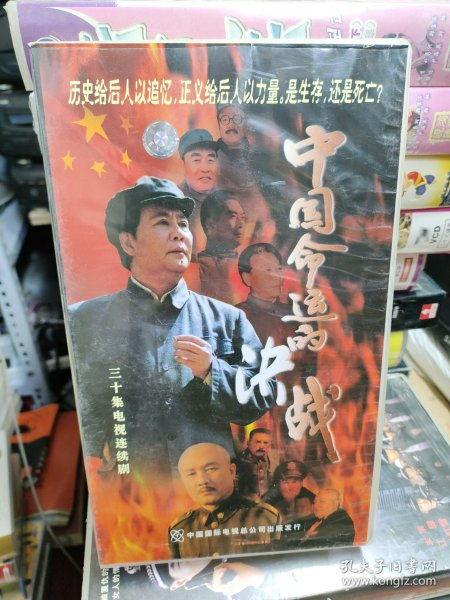 历史给后人以追忆,正义给后人以力量。是生存,还是死亡?
中国命运的
决战
三十集电视连续剧
中国国际电视总公司出版发行
VCD
孔夫子旧书网
www.kongfz.com